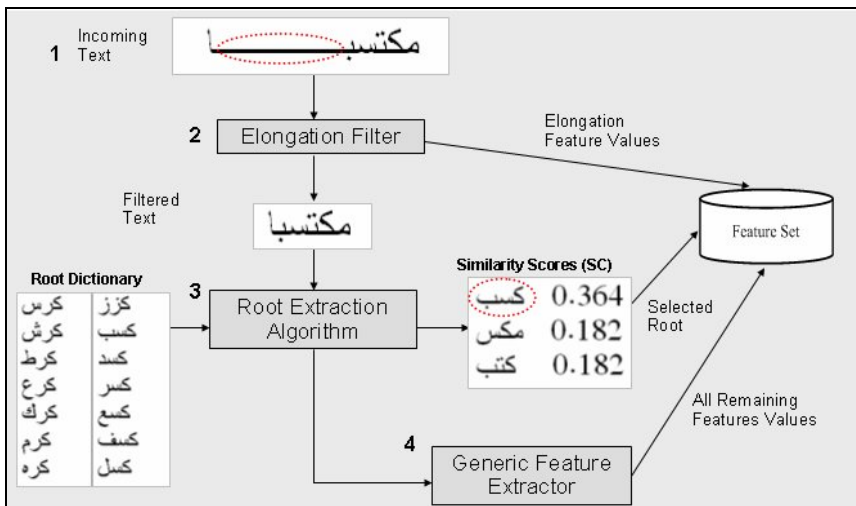 1 Incoming Text
مكتسبـــــــــــــــا
2 Elongation Filter
Elongation Feature Values
Filtered Text
مكتسبا
Feature Set
Root Dictionary
كرس كزز
كرش كسب
كرط كسد
كرع كسر
كرك كسع
كرم كسف
كره كسل
3 Root Extraction Algorithm
Similarity Scores (SC)
كسب 0.364
مكس 0.182
كتب 0.182
Selected Root
All Remaining Features Values
4 Generic Feature Extractor